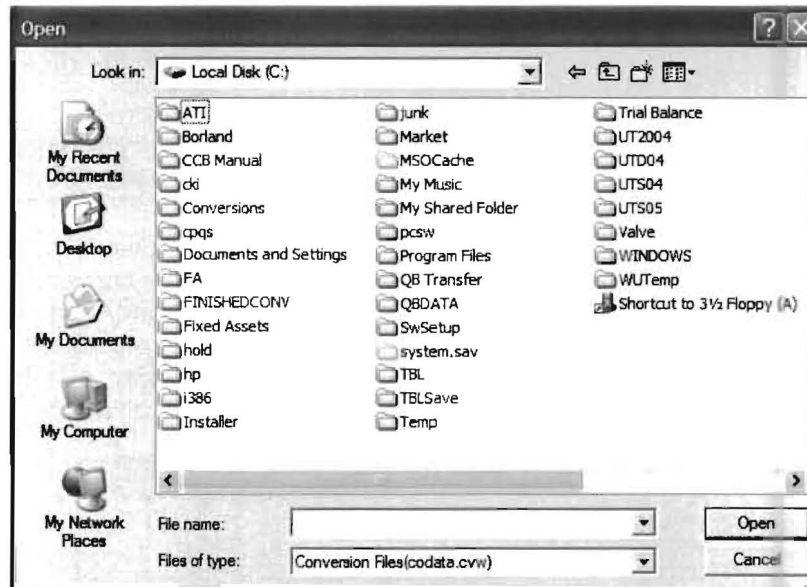 Open
Look in: Local Disk (C:)
My Recent Documents
Desktop
My Documents
My Computer
My Network Places
ATI
Borland
CCB Manual
cki
Conversions
cpqs
Documents and Settings
FA
FINISHEDCONV
Fixed Assets
hold
hp
i386
Installer
junk
Market
MSOCache
My Music
My Shared Folder
pcsw
Program Files
QB Transfer
QBDATA
SwSetup
system.sav
TBL
TBLSave
Temp
Trial Balance
UT2004
UTD04
UTS04
UTS05
Valve
WINDOWS
WUTemp
Shortcut to 3½ Floppy (A)
File name:
Open
Files of type: Conversion Files(codata.cvw)
Cancel